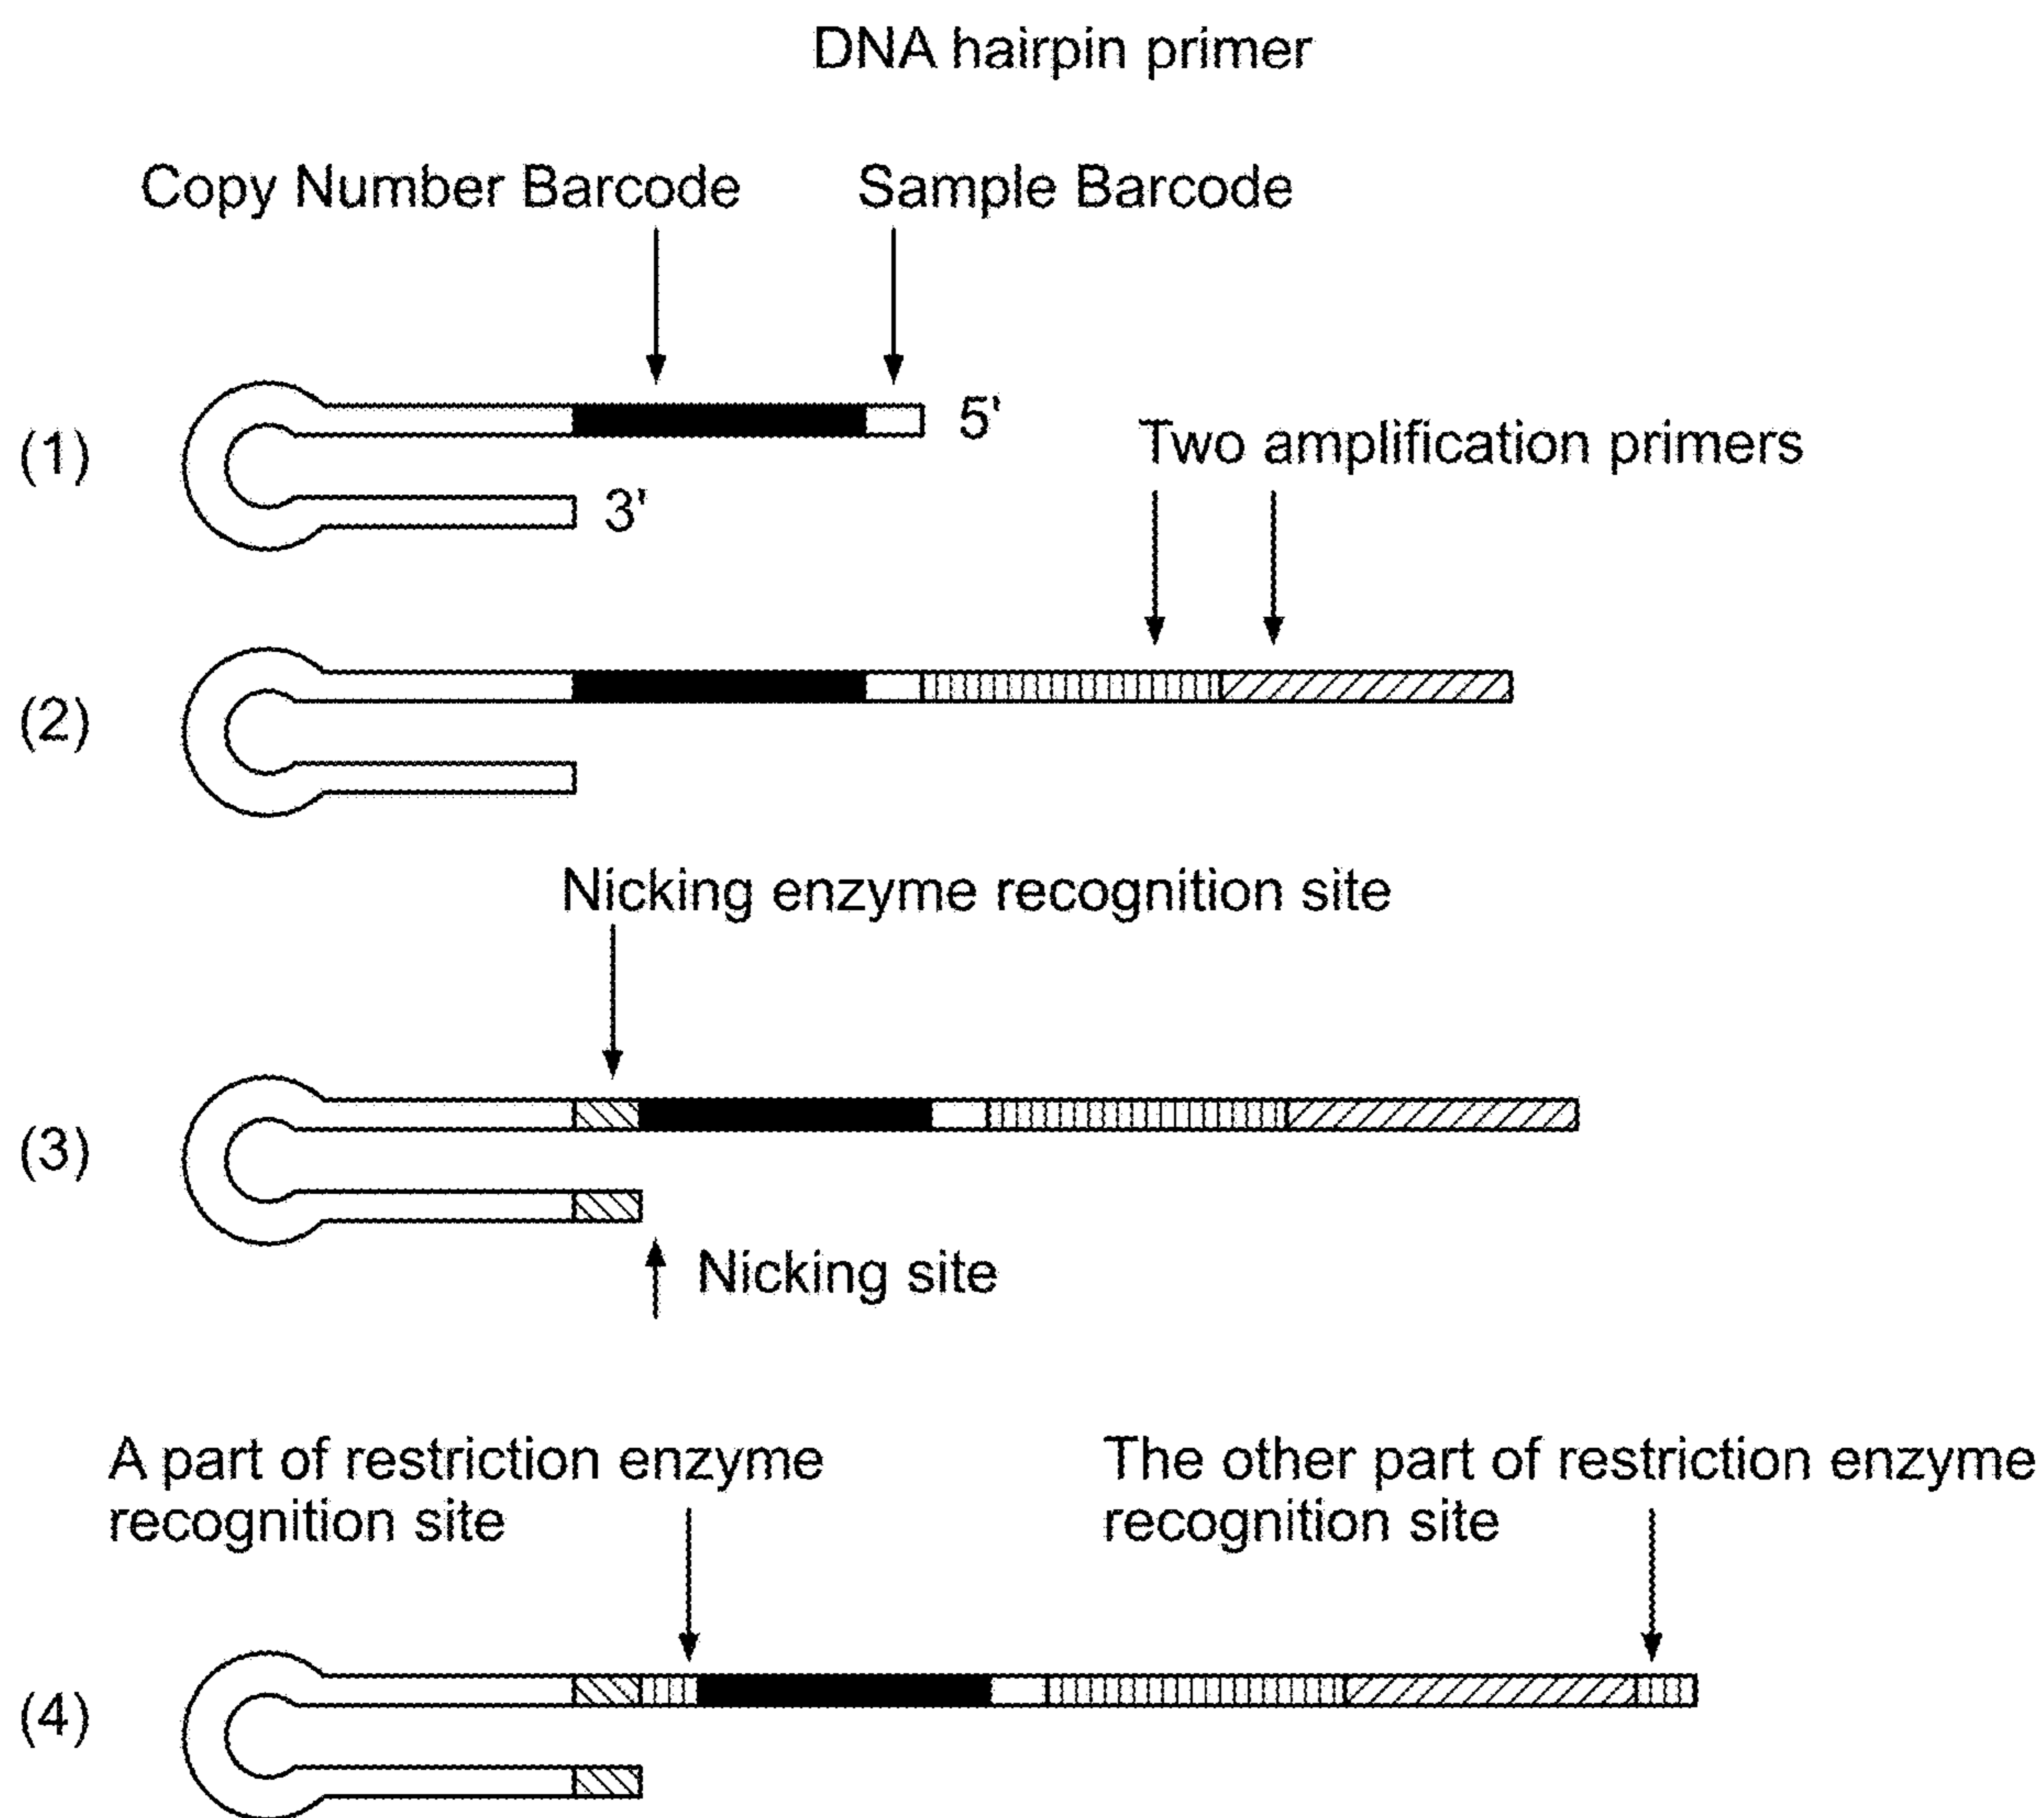 DNA hairpin primer
Copy Number Barcode
Sample Barcode
(1)
5'
3'
Two amplification primers
(2)
Nicking enzyme recognition site
(3)
Nicking site
A part of restriction enzyme
recognition site
The other part of restriction enzyme
recognition site
(4)